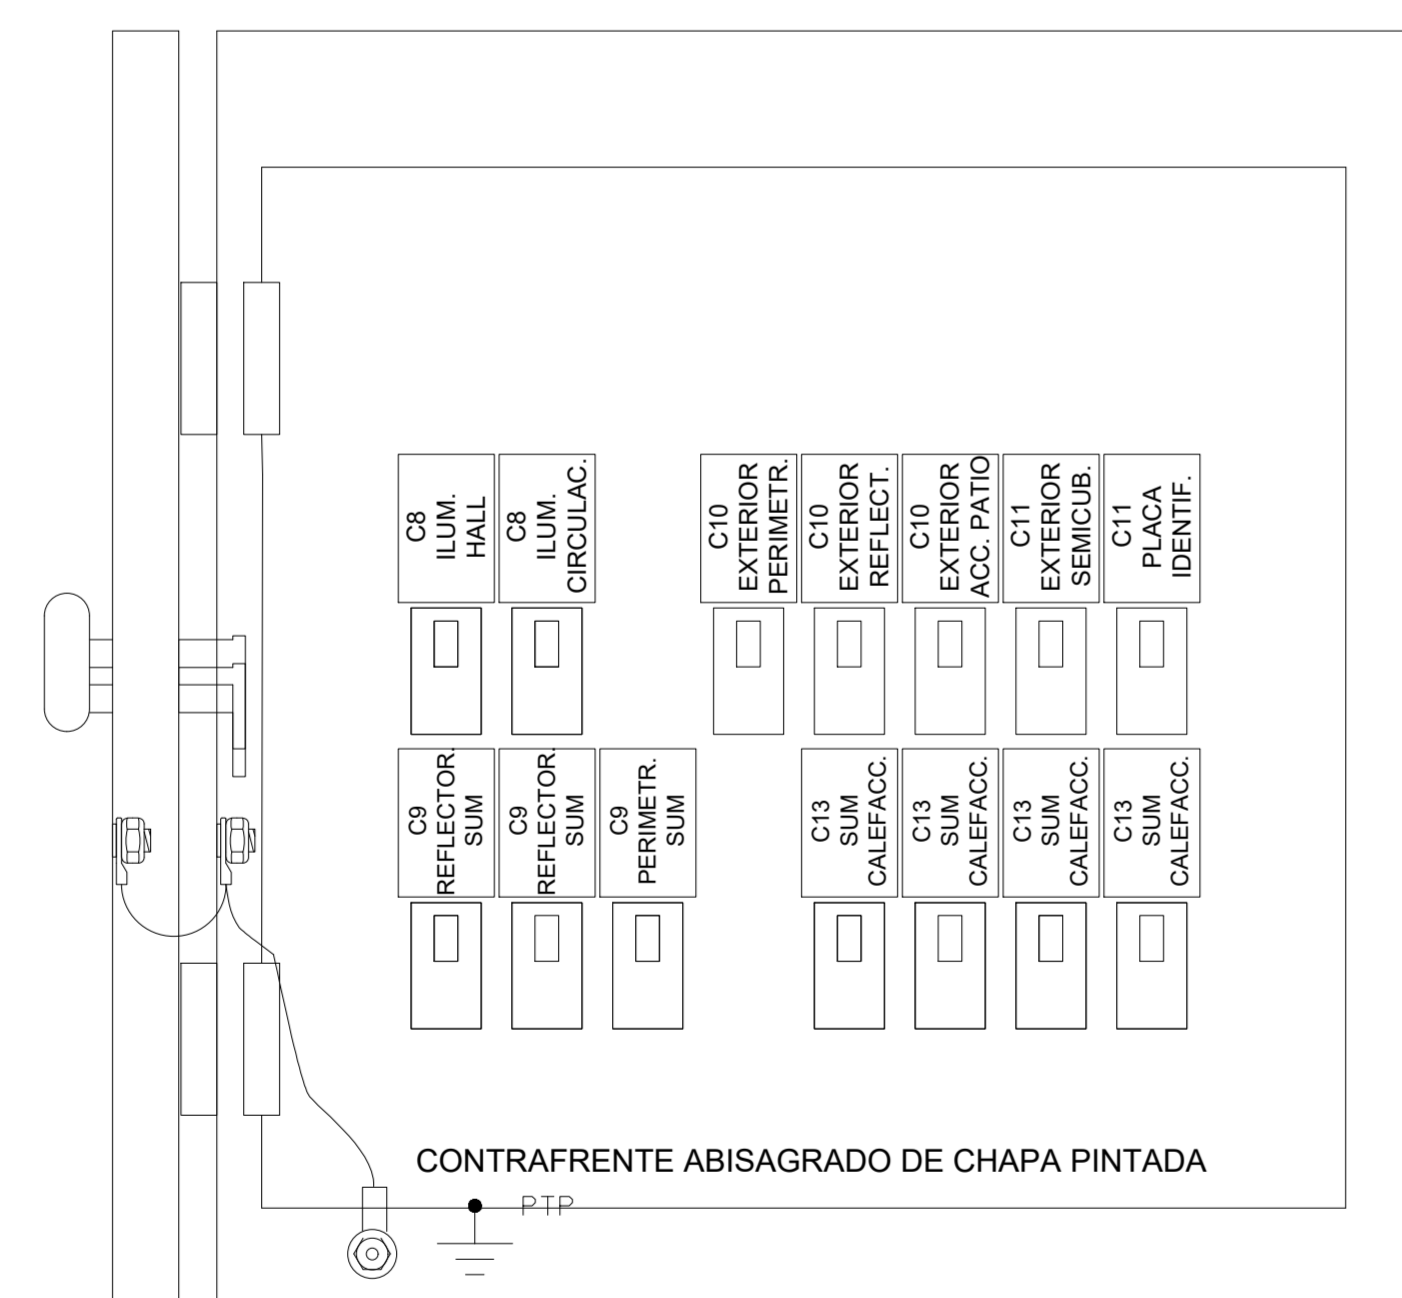 C8
ILUM.
HALL
C8
ILUM.
CIRCULAC.
C10
EXTERIOR
PERIMETR.
C10
EXTERIOR
REFLECT.
C10
EXTERIOR
ACC. PATIO
C11
EXTERIOR
SEMICUB.
C11
PLACA
IDENTIF.
C9
REFLECTOR.
SUM
C9
REFLECTOR.
SUM
C9
PERIMETR.
SUM
C13
SUM
CALEFACC.
C13
SUM
CALEFACC.
C13
SUM
CALEFACC.
C13
SUM
CALEFACC.
CONTRAFRENTE ABISAGRADO DE CHAPA PINTADA
PTP